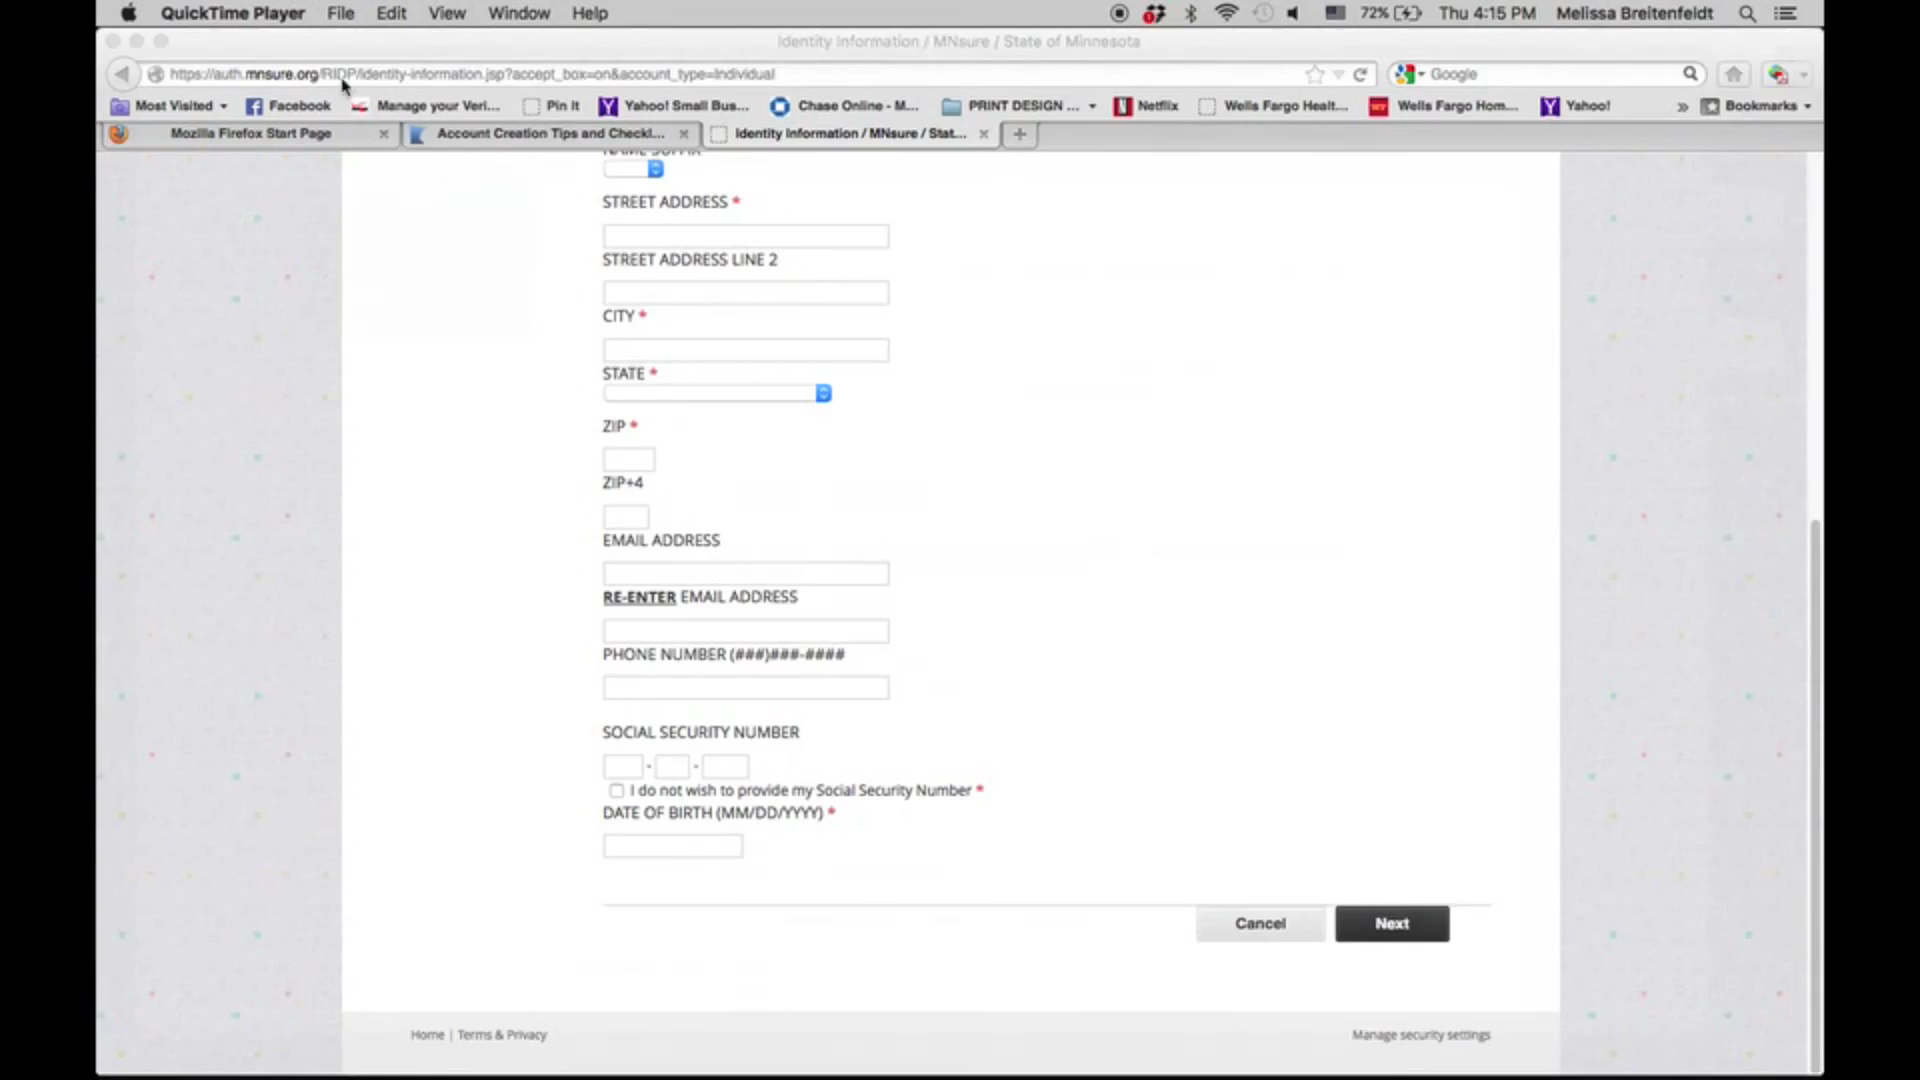 QuickTime Player File Edit View Window Help 72% Thu 4:15 PM Melissa Breitenfeldt
Identity Information / MNsure / State of Minnesota
https://auth.mnsure.org/RIDP/identity-information.jsp?accept_box=on&account_type=Individual Google
Most Visited Facebook Manage your Veri... Pin It Yahoo! Small Bus... Chase Online - M... PRINT DESIGN ... Netflix Wells Fargo Healt... Wells Fargo Hom... Yahoo! » Bookmarks
Mozilla Firefox Start Page Account Creation Tips and Checkl... Identity Information / MNsure / Stat...
NAME SUFFIX
STREET ADDRESS *
STREET ADDRESS LINE 2
CITY *
STATE *
ZIP *
ZIP+4
EMAIL ADDRESS
RE-ENTER EMAIL ADDRESS
PHONE NUMBER (###)###-####
SOCIAL SECURITY NUMBER
- -
I do not wish to provide my Social Security Number *
DATE OF BIRTH (MM/DD/YYYY) *
Cancel Next
Home | Terms & Privacy Manage security settings